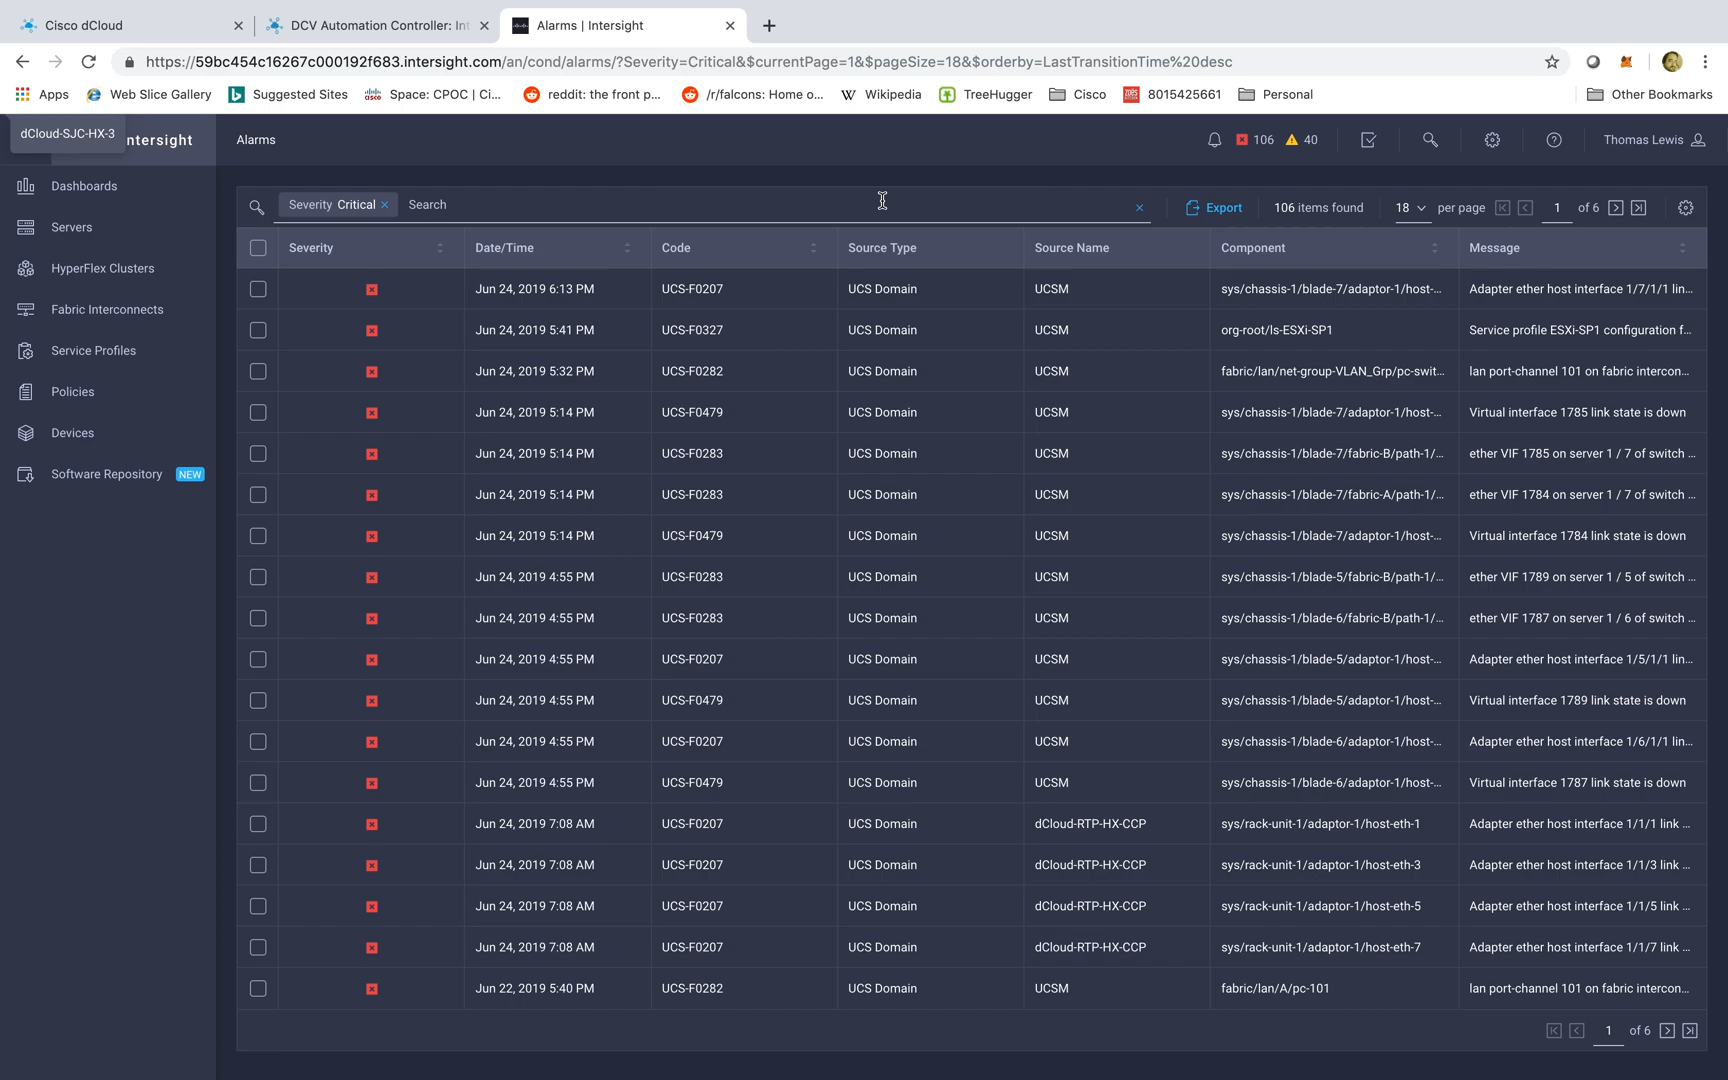 Cisco dCloud
DCV Automation Controller: Int
Alarms | Intersight
https://59bc454c16267c000192f683.intersight.com/an/cond/alarms/?Severity=Critical&$currentPage=1&$pageSize=18&$orderby=LastTransitionTime%20desc
Apps Web Slice Gallery Suggested Sites Space: CPOC | Ci... reddit: the front p... /r/falcons: Home o... Wikipedia TreeHugger Cisco 8015425661 Personal Other Bookmarks
dCloud-SJC-HX-3
ntersight
Alarms
106 40
Thomas Lewis
Dashboards
Servers
HyperFlex Clusters
Fabric Interconnects
Service Profiles
Policies
Devices
Software Repository NEW
Severity Critical Search Export 106 items found 18 per page 1 of 6
Severity Date/Time Code Source Type Source Name Component Message
Jun 24, 2019 6:13 PM UCS-F0207 UCS Domain UCSM sys/chassis-1/blade-7/adaptor-1/host-... Adapter ether host interface 1/7/1/1 lin...
Jun 24, 2019 5:41 PM UCS-F0327 UCS Domain UCSM org-root/ls-ESXi-SP1 Service profile ESXi-SP1 configuration f...
Jun 24, 2019 5:32 PM UCS-F0282 UCS Domain UCSM fabric/lan/net-group-VLAN_Grp/pc-swit... lan port-channel 101 on fabric intercon...
Jun 24, 2019 5:14 PM UCS-F0479 UCS Domain UCSM sys/chassis-1/blade-7/adaptor-1/host-... Virtual interface 1785 link state is down
Jun 24, 2019 5:14 PM UCS-F0283 UCS Domain UCSM sys/chassis-1/blade-7/fabric-B/path-1/... ether VIF 1785 on server 1 / 7 of switch ...
Jun 24, 2019 5:14 PM UCS-F0283 UCS Domain UCSM sys/chassis-1/blade-7/fabric-A/path-1/... ether VIF 1784 on server 1 / 7 of switch ...
Jun 24, 2019 5:14 PM UCS-F0479 UCS Domain UCSM sys/chassis-1/blade-7/adaptor-1/host-... Virtual interface 1784 link state is down
Jun 24, 2019 4:55 PM UCS-F0283 UCS Domain UCSM sys/chassis-1/blade-5/fabric-B/path-1/... ether VIF 1789 on server 1 / 5 of switch ...
Jun 24, 2019 4:55 PM UCS-F0283 UCS Domain UCSM sys/chassis-1/blade-6/fabric-B/path-1/... ether VIF 1787 on server 1 / 6 of switch ...
Jun 24, 2019 4:55 PM UCS-F0207 UCS Domain UCSM sys/chassis-1/blade-5/adaptor-1/host-... Adapter ether host interface 1/5/1/1 lin...
Jun 24, 2019 4:55 PM UCS-F0479 UCS Domain UCSM sys/chassis-1/blade-5/adaptor-1/host-... Virtual interface 1789 link state is down
Jun 24, 2019 4:55 PM UCS-F0207 UCS Domain UCSM sys/chassis-1/blade-6/adaptor-1/host-... Adapter ether host interface 1/6/1/1 lin...
Jun 24, 2019 4:55 PM UCS-F0479 UCS Domain UCSM sys/chassis-1/blade-6/adaptor-1/host-... Virtual interface 1787 link state is down
Jun 24, 2019 7:08 AM UCS-F0207 UCS Domain dCloud-RTP-HX-CCP sys/rack-unit-1/adaptor-1/host-eth-1 Adapter ether host interface 1/1/1 link ...
Jun 24, 2019 7:08 AM UCS-F0207 UCS Domain dCloud-RTP-HX-CCP sys/rack-unit-1/adaptor-1/host-eth-3 Adapter ether host interface 1/1/3 link ...
Jun 24, 2019 7:08 AM UCS-F0207 UCS Domain dCloud-RTP-HX-CCP sys/rack-unit-1/adaptor-1/host-eth-5 Adapter ether host interface 1/1/5 link ...
Jun 24, 2019 7:08 AM UCS-F0207 UCS Domain dCloud-RTP-HX-CCP sys/rack-unit-1/adaptor-1/host-eth-7 Adapter ether host interface 1/1/7 link ...
Jun 22, 2019 5:40 PM UCS-F0282 UCS Domain UCSM fabric/lan/A/pc-101 lan port-channel 101 on fabric intercon...
1 of 6